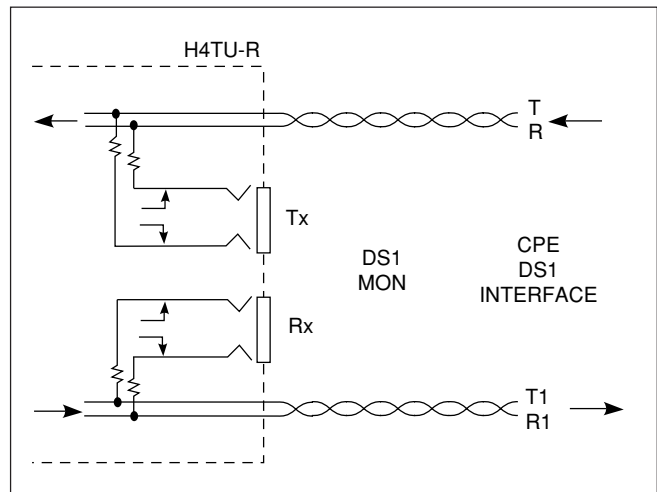 H4TU-R
T
R
Tx
DS1
MON
CPE
DS1
INTERFACE
Rx
T1
R1